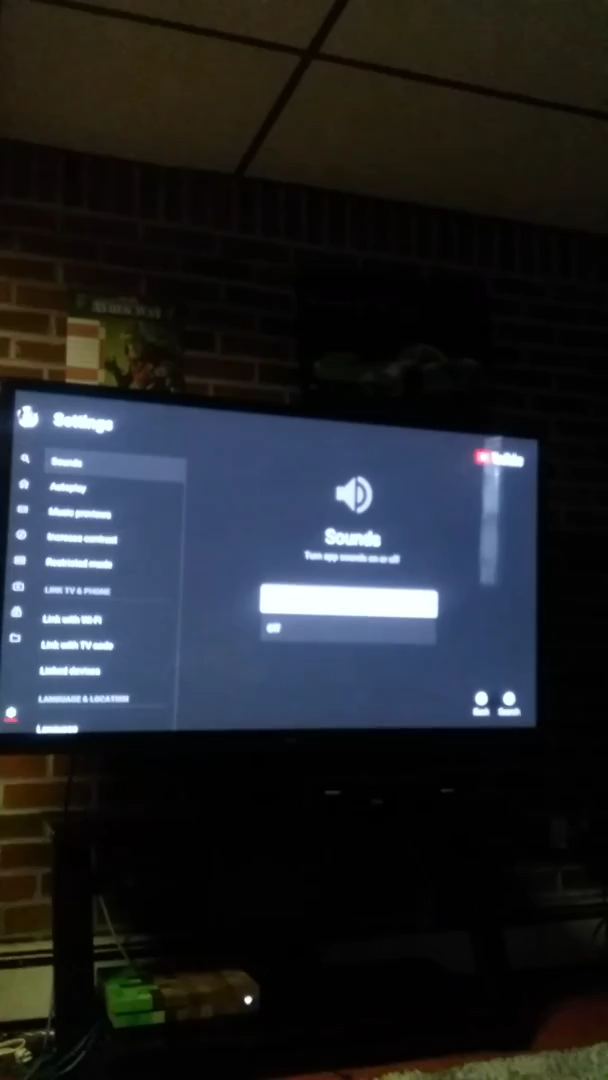 Settings
YouTube
Sounds
Autoplay
Music previews
Increase contrast
Restricted mode
LINK TV & PHONE
Link with Wi-Fi
Link with TV code
Linked devices
LANGUAGE & LOCATION
Language
Sounds
Turn app sounds on or off
Off
Back
Search